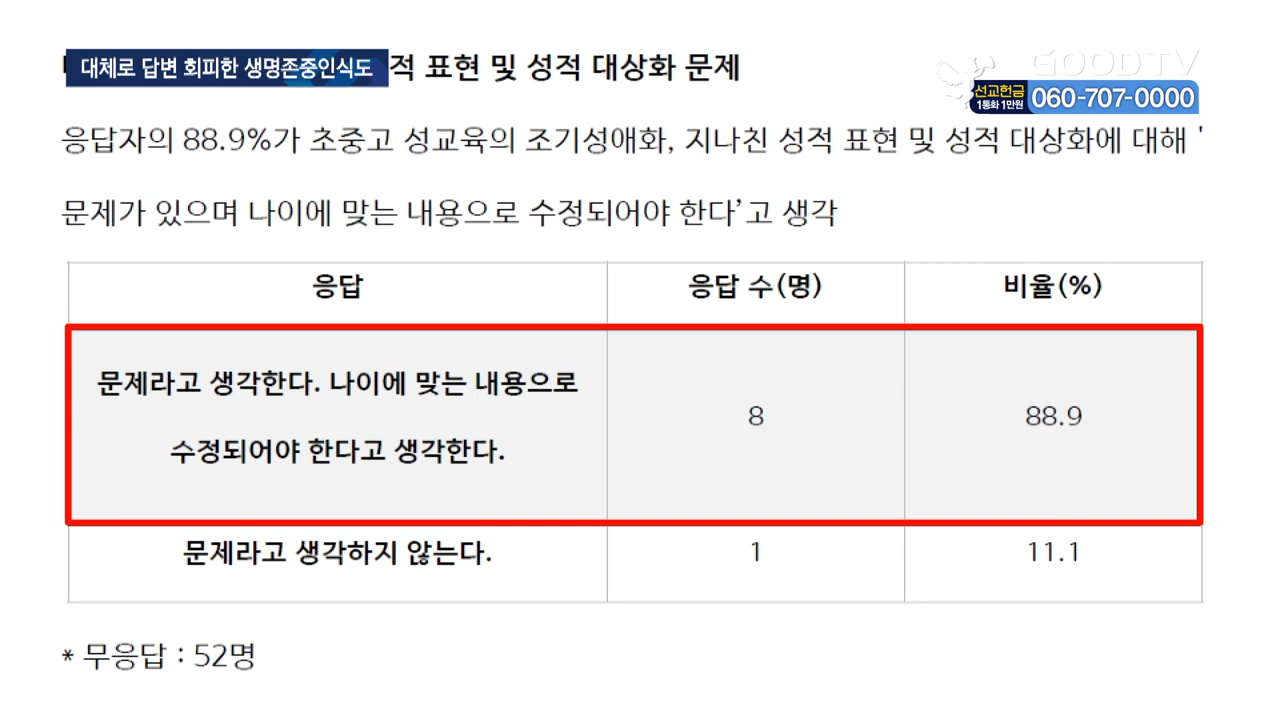 대체로 답변 회피한 생명존중인식도
적 표현 및 성적 대상화 문제
GOODTV
선교헌금
1통화 1만원
060-707-0000
응답자의 88.9%가 초중고 성교육의 조기성애화, 지나친 성적 표현 및 성적 대상화에 대해 '
문제가 있으며 나이에 맞는 내용으로 수정되어야 한다’고 생각
응답 응답 수(명) 비율(%)
문제라고 생각한다. 나이에 맞는 내용으로
수정되어야 한다고 생각한다.
8 88.9
문제라고 생각하지 않는다. 1 11.1
* 무응답 : 52명